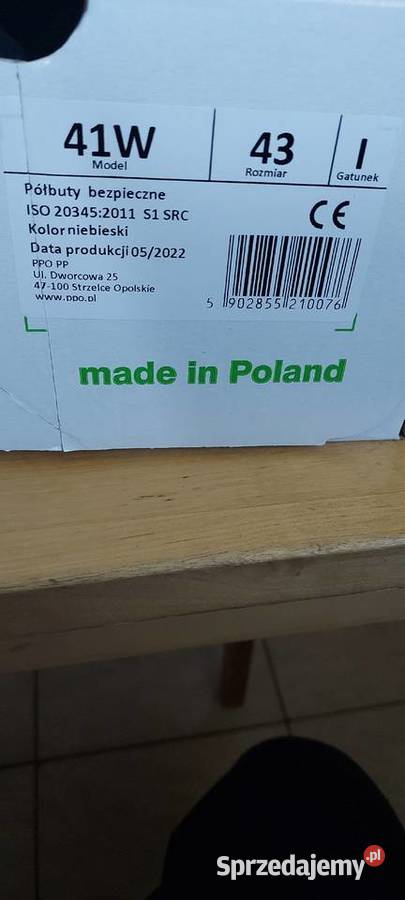 41W
Model
43
Rozmiar
I
Gatunek
Półbuty bezpieczne
ISO 20345:2011 S1 SRC
Kolor niebieski
Data produkcji 05/2022
PPO PP
Ul. Dworcowa 25
47-100 Strzelce Opolskie
www.ppo.pl
CE
5 902855 210076
made in Poland
Sprzedajemy.pl